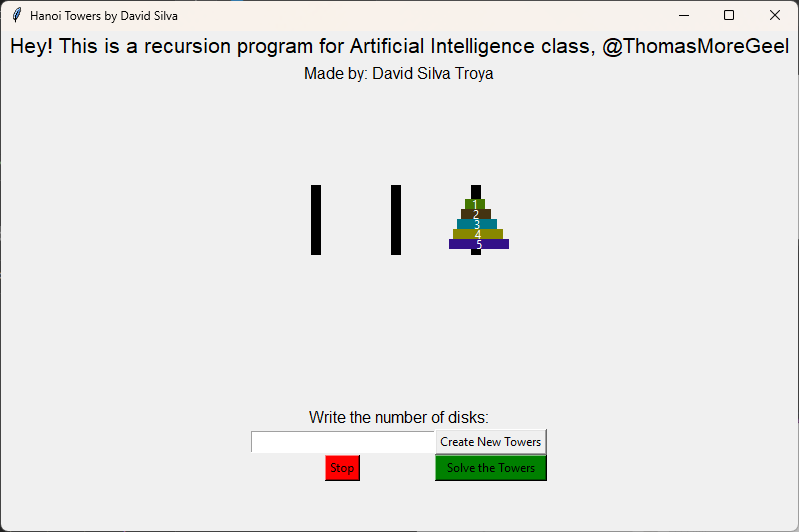 Hanoi Towers by David Silva
Hey! This is a recursion program for Artificial Intelligence class, @ThomasMoreGeel
Made by: David Silva Troya
1
2
3
4
5
Write the number of disks:
Create New Towers
Stop Solve the Towers